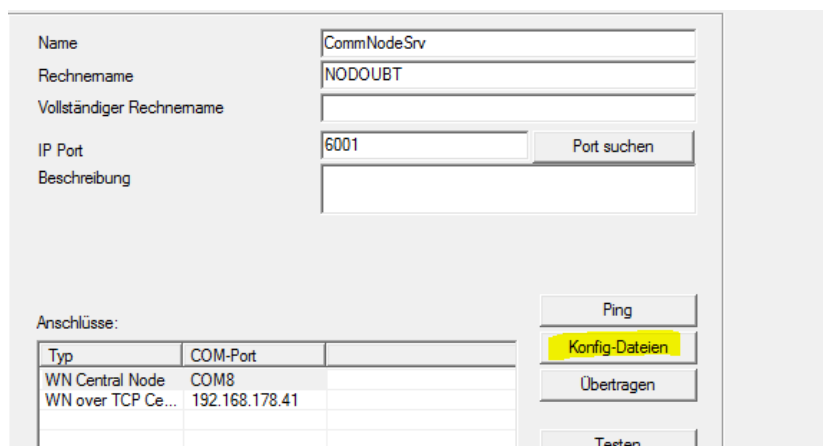 Name CommNodeSrv
Rechnername NODOUBT
Vollständiger Rechnername
IP Port 6001 Port suchen
Beschreibung
Ping
Anschlüsse:
Konfig-Dateien
Typ COM-Port
WN Central Node COM8
Übertragen
WN over TCP Ce... 192.168.178.41
Testen